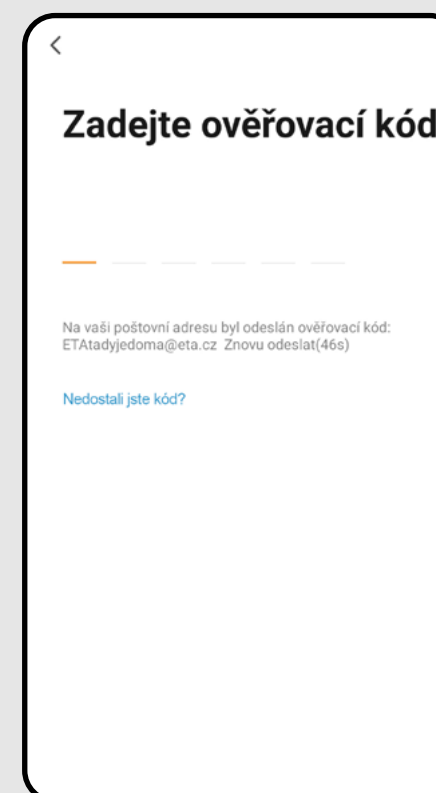 Zadejte ověřovací kód
Na vaši poštovní adresu byl odeslán ověřovací kód:
ETAtadyjedoma@eta.cz Znovu odeslat(46s)
Nedostali jste kód?